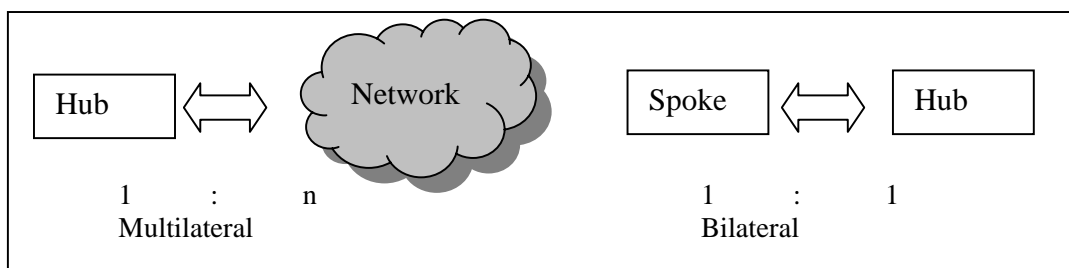 Hub
Network
Spoke
Hub
1 : n
Multilateral
1 : 1
Bilateral